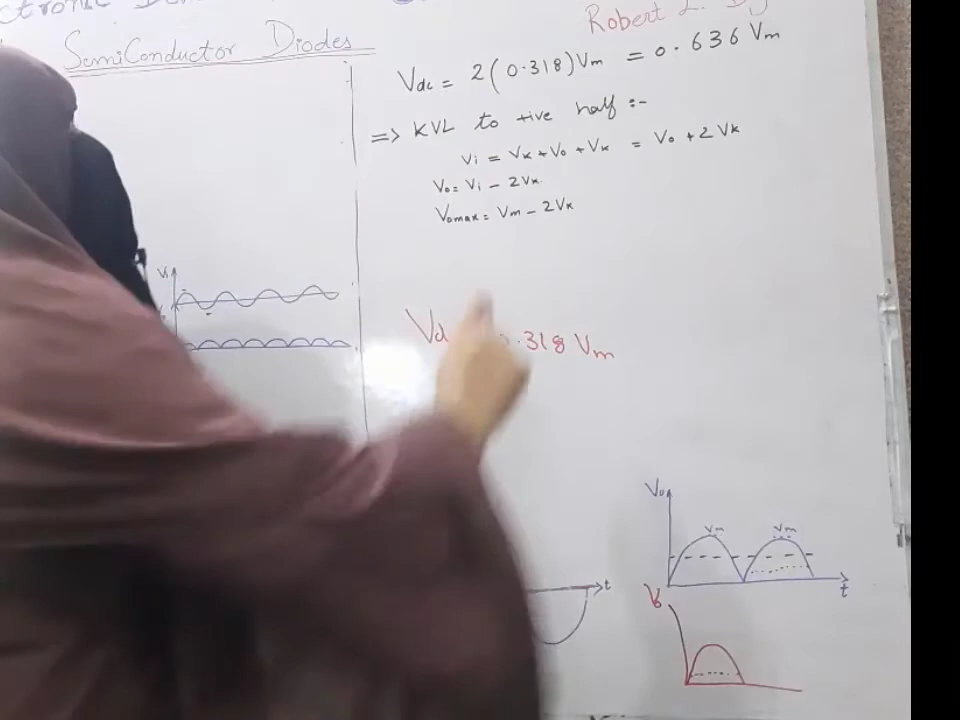 Robert L.
SemiConductor Diodes
Vdc = 2(0.318)Vm = 0.636 Vm
=> KVL to +ive half :-
Vi = VK + Vo + VK = Vo + 2VK
Vo = Vi - 2VK
Vomax = Vm - 2VK
Vi
.318 Vm
t
Vo
Vm
Vm
t